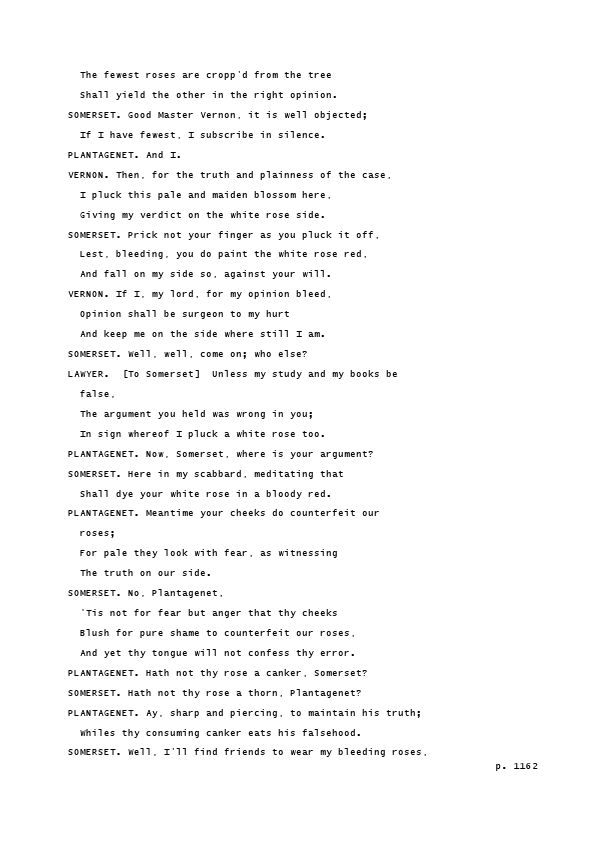 The fewest roses are cropp'd from the tree
Shall yield the other in the right opinion.
SOMERSET. Good Master Vernon, it is well objected;
If I have fewest, I subscribe in silence.
PLANTAGENET. And I.
VERNON. Then, for the truth and plainness of the case,
I pluck this pale and maiden blossom here,
Giving my verdict on the white rose side.
SOMERSET. Prick not your finger as you pluck it off,
Lest, bleeding, you do paint the white rose red,
And fall on my side so, against your will.
VERNON. If I, my lord, for my opinion bleed,
Opinion shall be surgeon to my hurt
And keep me on the side where still I am.
SOMERSET. Well, well, come on; who else?
LAWYER.  [To Somerset]  Unless my study and my books be
false,
The argument you held was wrong in you;
In sign whereof I pluck a white rose too.
PLANTAGENET. Now, Somerset, where is your argument?
SOMERSET. Here in my scabbard, meditating that
Shall dye your white rose in a bloody red.
PLANTAGENET. Meantime your cheeks do counterfeit our
roses;
For pale they look with fear, as witnessing
The truth on our side.
SOMERSET. No, Plantagenet,
'Tis not for fear but anger that thy cheeks
Blush for pure shame to counterfeit our roses,
And yet thy tongue will not confess thy error.
PLANTAGENET. Hath not thy rose a canker, Somerset?
SOMERSET. Hath not thy rose a thorn, Plantagenet?
PLANTAGENET. Ay, sharp and piercing, to maintain his truth;
Whiles thy consuming canker eats his falsehood.
SOMERSET. Well, I'll find friends to wear my bleeding roses,
p. 1162